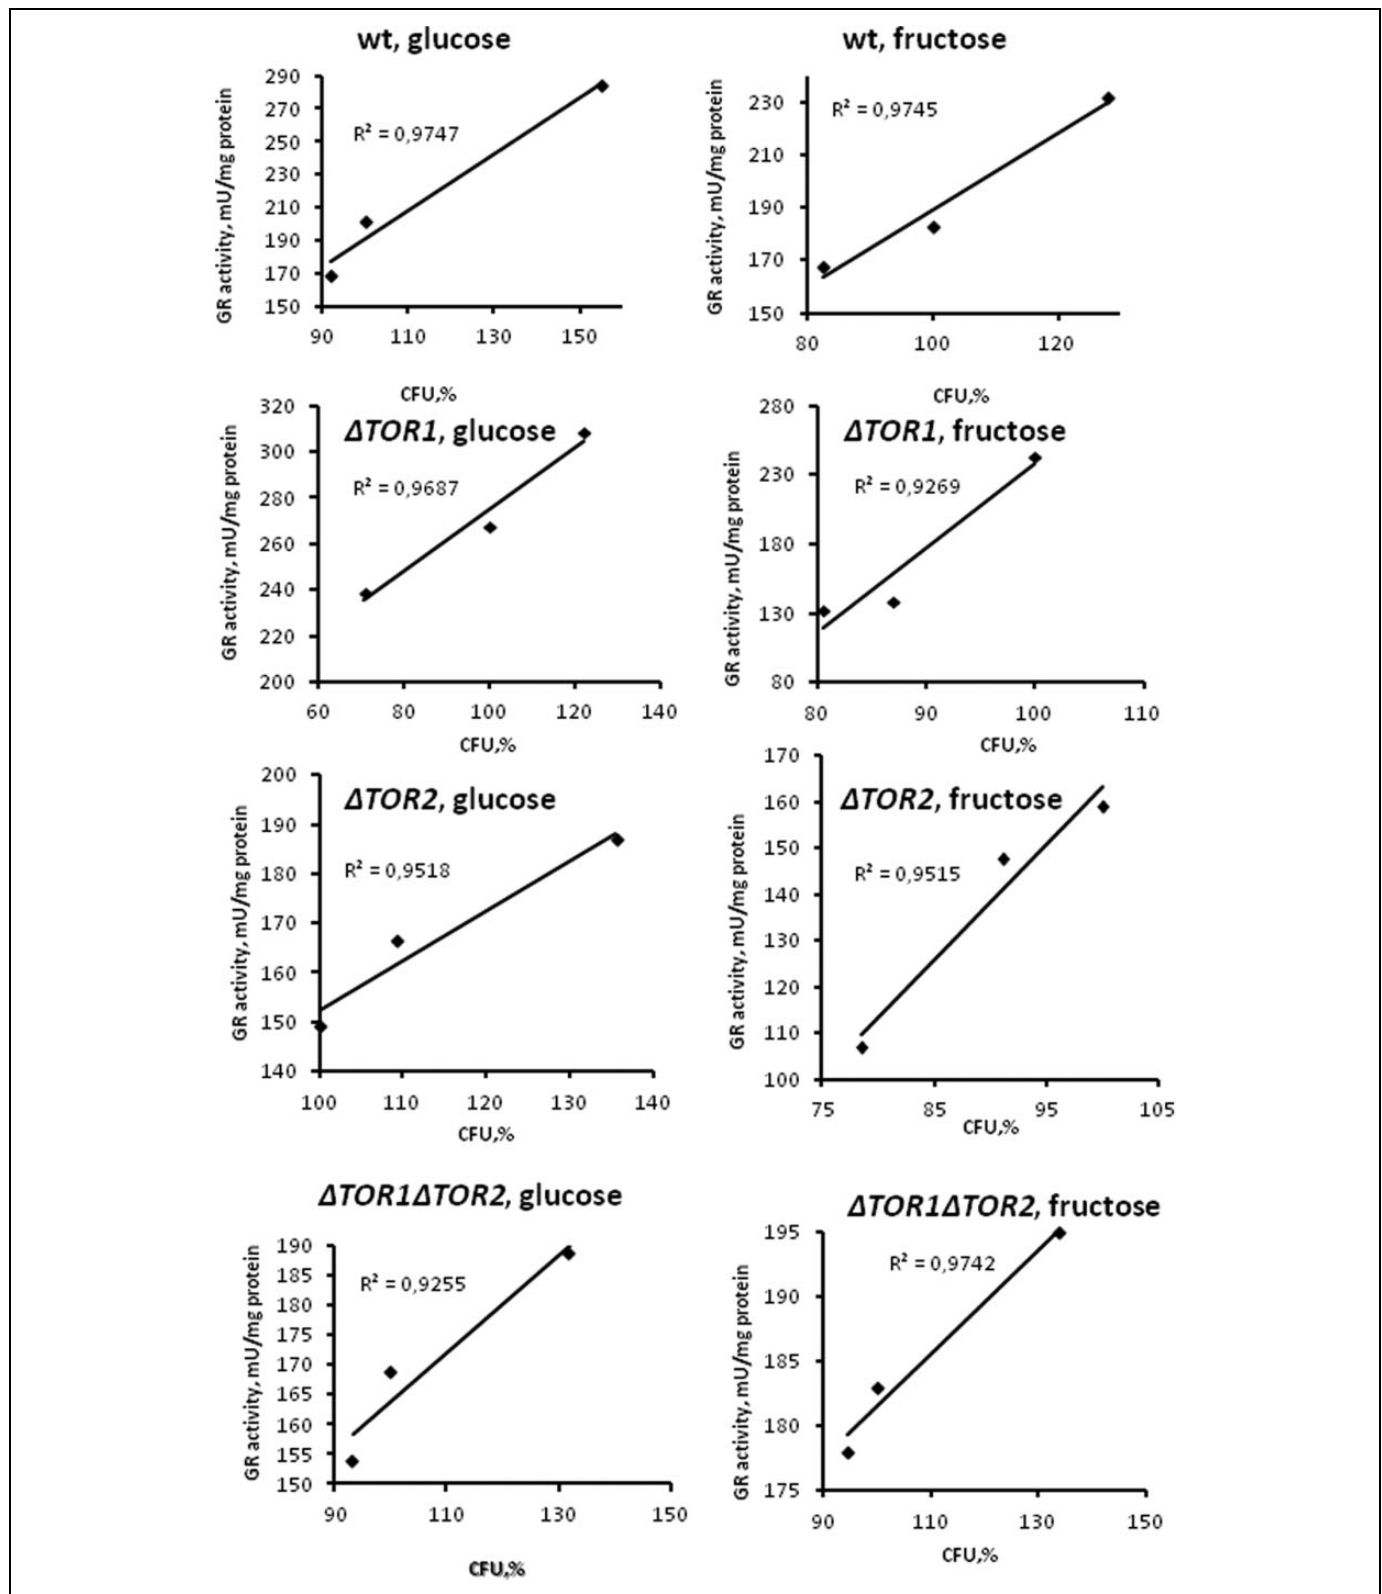 wt, glucose
GR activity, mU/mg protein
290
270
250
230
210
190
170
150
R² = 0,9747
90 110 130 150
CFU,%
wt, fructose
GR activity, mU/mg protein
230
210
190
170
150
R² = 0,9745
80 100 120
CFU,%
ΔTOR1, glucose
GR activity, mU/mg protein
320
300
280
260
240
220
200
R² = 0,9687
60 80 100 120 140
CFU,%
ΔTOR1, fructose
GR activity, mU/mg protein
280
230
180
130
80
R² = 0,9269
80 90 100 110
CFU,%
ΔTOR2, glucose
GR activity, mU/mg protein
200
190
180
170
160
150
140
R² = 0,9518
100 110 120 130 140
CFU,%
ΔTOR2, fructose
GR activity, mU/mg protein
170
160
150
140
130
120
110
100
R² = 0,9515
75 85 95 105
CFU,%
ΔTOR1ΔTOR2, glucose
GR activity, mU/mg protein
190
185
180
175
170
165
160
155
150
R² = 0,9255
90 110 130 150
CFU,%
ΔTOR1ΔTOR2, fructose
GR activity, mU/mg protein
195
190
185
180
175
R² = 0,9742
90 110 130 150
CFU,%